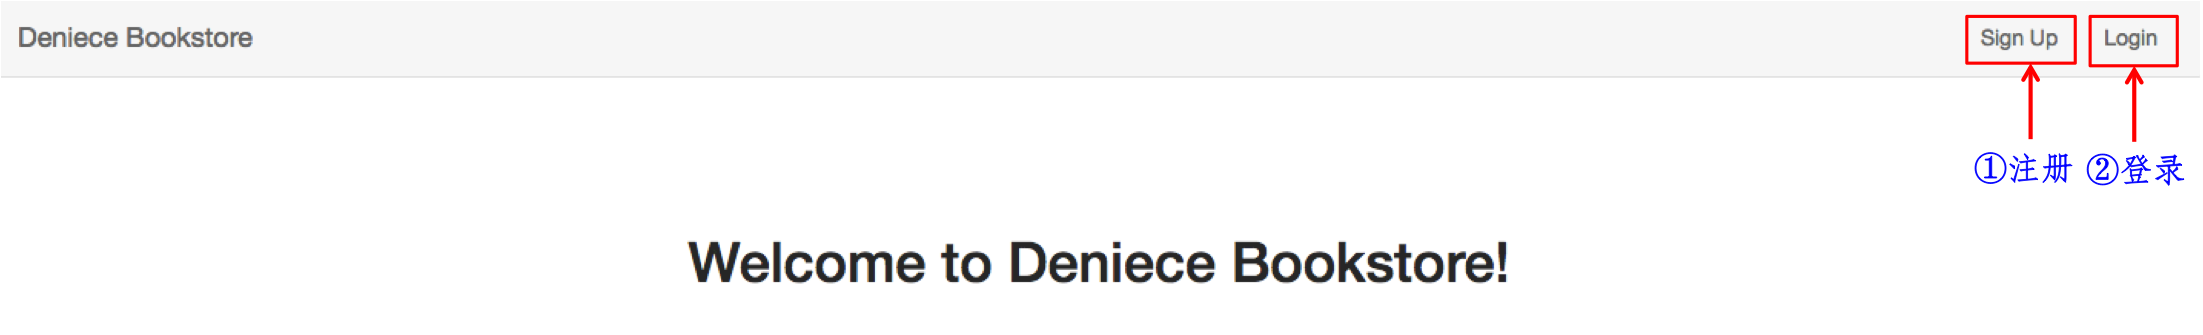 Deniece Bookstore
Sign Up
Login
①注册
②登录
Welcome to Deniece Bookstore!